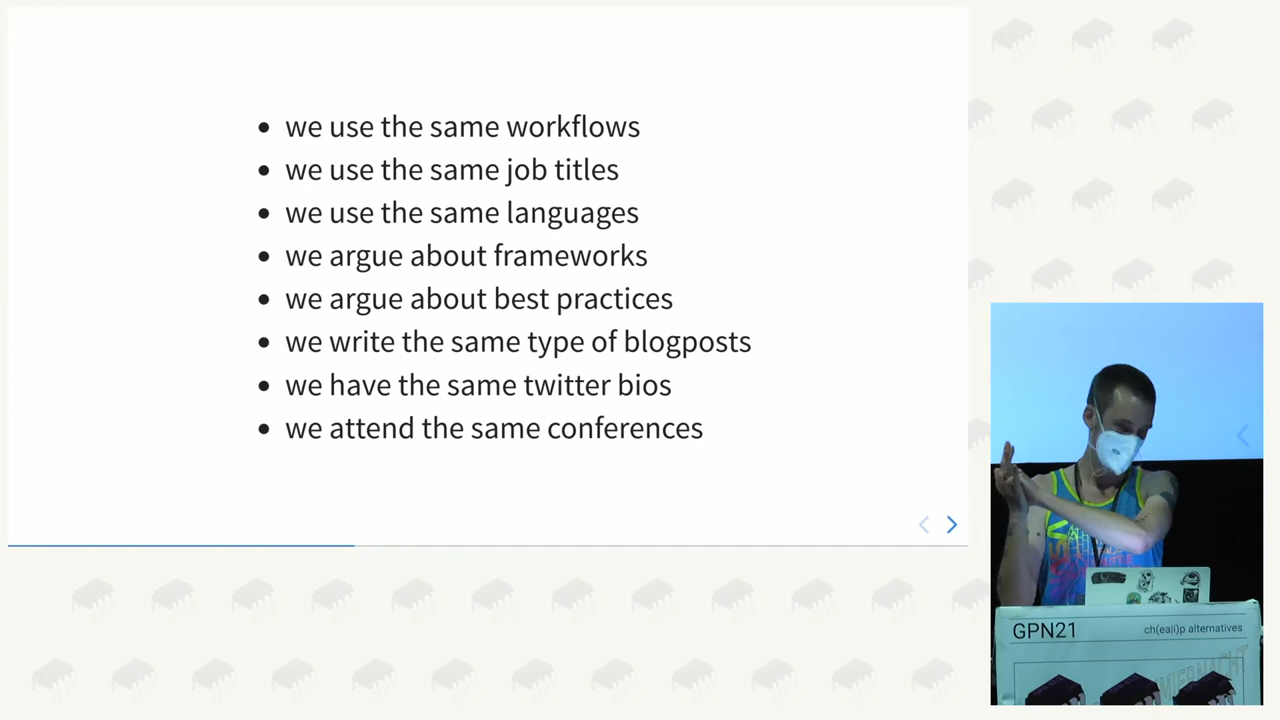 we use the same workflows
we use the same job titles
we use the same languages
we argue about frameworks
we argue about best practices
we write the same type of blogposts
we have the same twitter bios
we attend the same conferences
GPN21
ch(ea|i)p alternatives